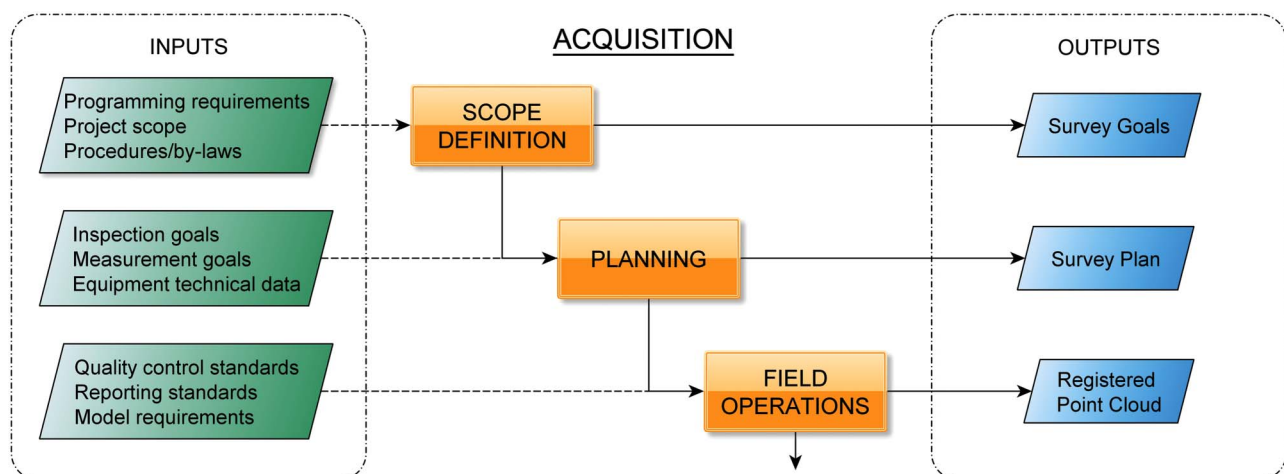 INPUTS
ACQUISITION
OUTPUTS
Programming requirements
Project scope
Procedures/by-laws
SCOPE
DEFINITION
Survey Goals
Inspection goals
Measurement goals
Equipment technical data
PLANNING
Survey Plan
Quality control standards
Reporting standards
Model requirements
FIELD
OPERATIONS
Registered
Point Cloud